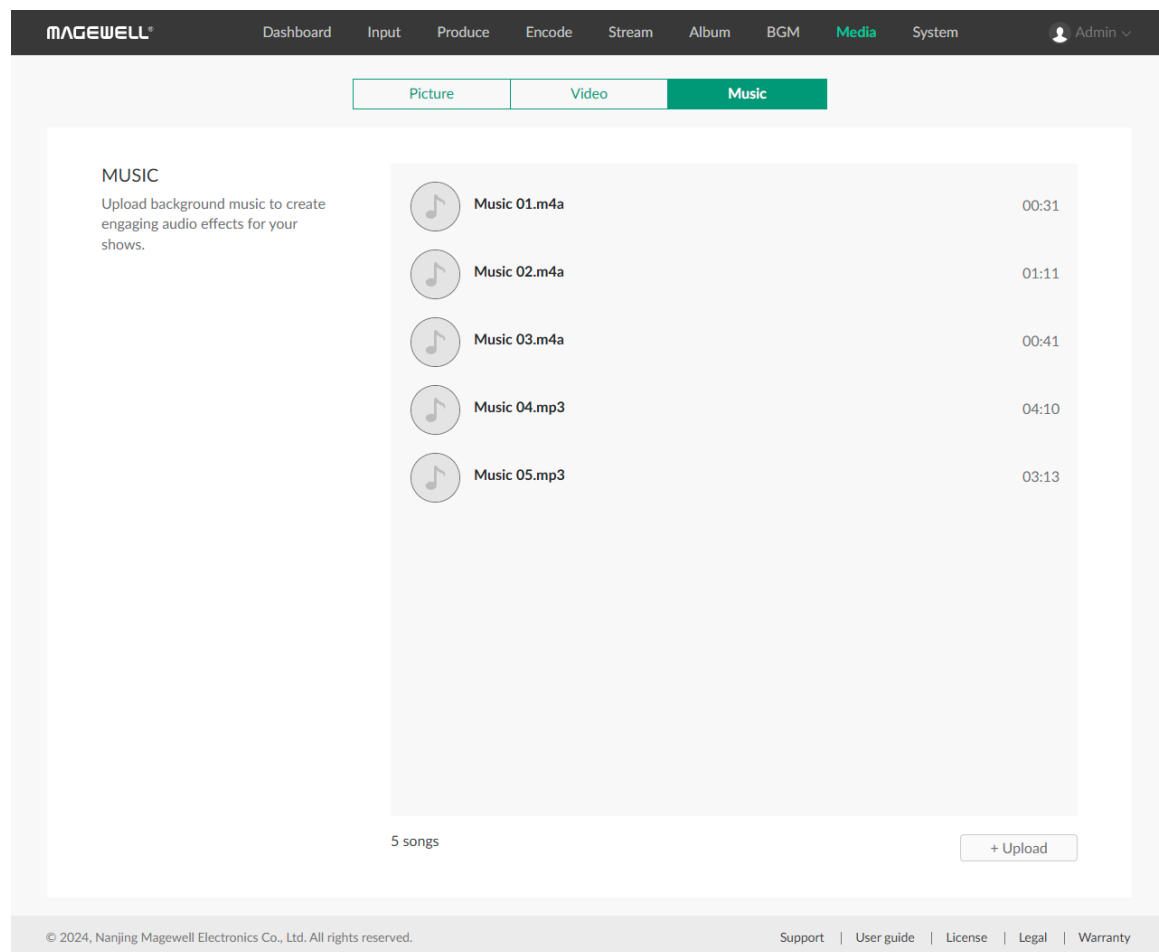 MAGEWELL®
Dashboard Input Produce Encode Stream Album BGM Media System Admin
Picture Video Music
MUSIC
Upload background music to create
engaging audio effects for your
shows.
Music 01.m4a 00:31
Music 02.m4a 01:11
Music 03.m4a 00:41
Music 04.mp3 04:10
Music 05.mp3 03:13
5 songs
+ Upload
© 2024, Nanjing Magewell Electronics Co., Ltd. All rights reserved.
Support | User guide | License | Legal | Warranty